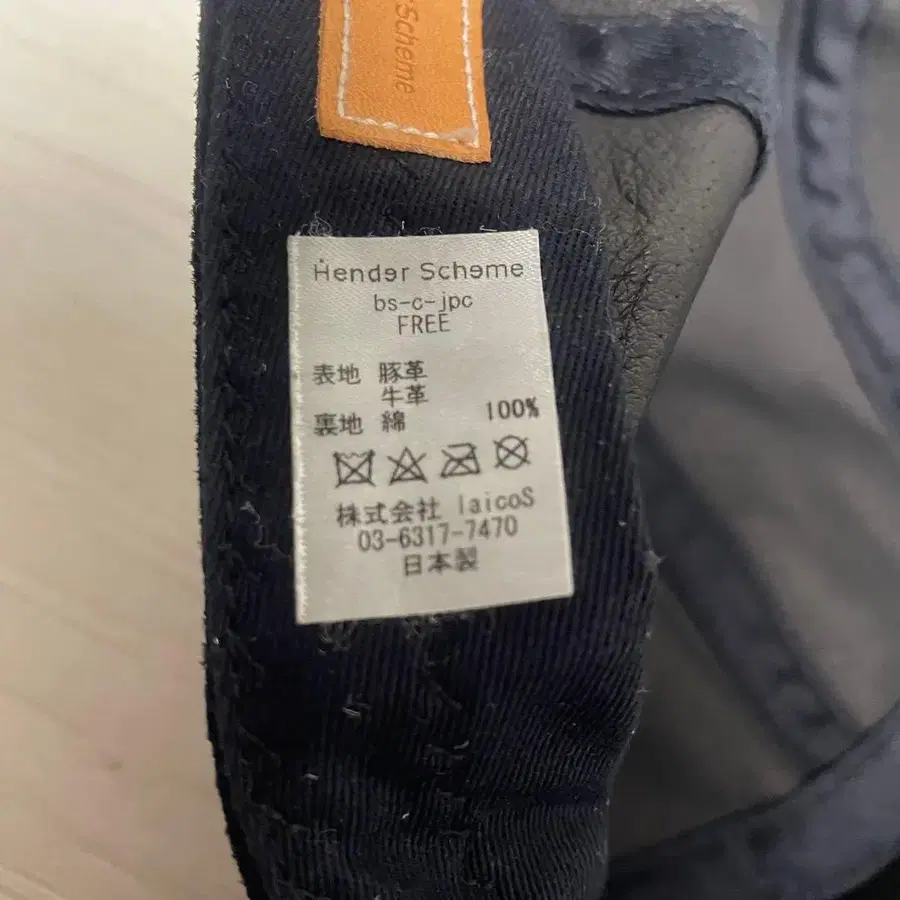 Scheme
Hender Scheme
bs-c-jpc
FREE
表地 豚革
牛革
裏地 綿 100%
株式会社 laicoS
03-6317-7470
日本製